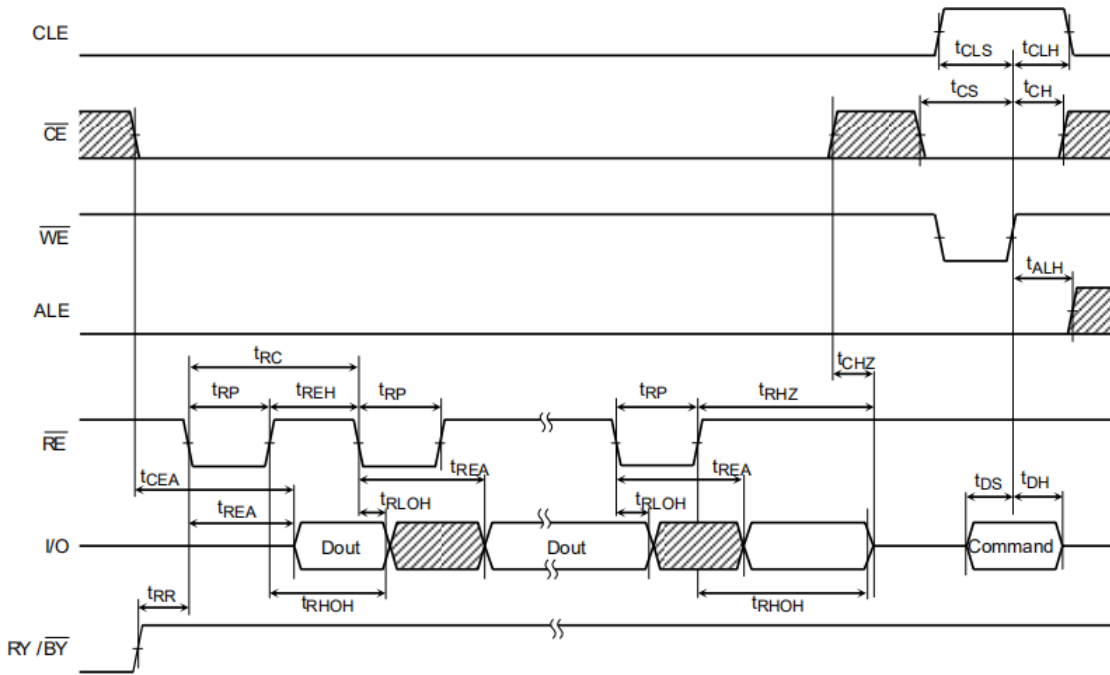 CLE
tCLS tCLH
tCS tCH
CE
WE
tALH
ALE
tRC
tCHZ
tRP tREH tRP tRP tRHZ
RE
tCEA tREA tREA
tDS tDH
tREA tRLOH tRLOH
I/O Dout Dout Command
tRR tRHOH tRHOH
RY /BY